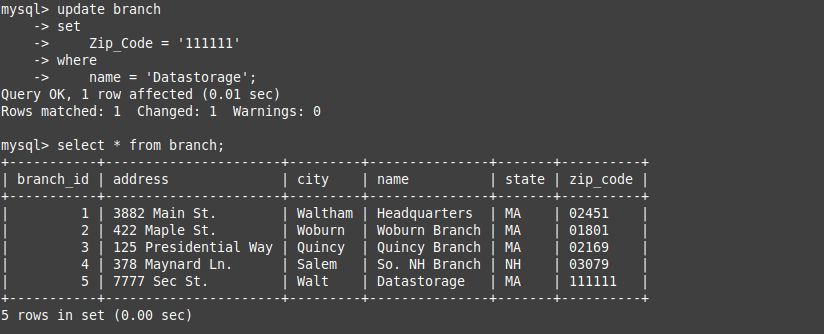 mysql> update branch
    -> set
    ->     Zip_Code = '111111'
    -> where
    ->     name = 'Datastorage';
Query OK, 1 row affected (0.01 sec)
Rows matched: 1  Changed: 1  Warnings: 0

mysql> select * from branch;
+-----------+----------------------+---------+---------------+-------+----------+
| branch_id | address              | city    | name          | state | zip_code |
+-----------+----------------------+---------+---------------+-------+----------+
|         1 | 3882 Main St.        | Waltham | Headquarters  | MA    | 02451    |
|         2 | 422 Maple St.        | Woburn  | Woburn Branch | MA    | 01801    |
|         3 | 125 Presidential Way | Quincy  | Quincy Branch | MA    | 02169    |
|         4 | 378 Maynard Ln.      | Salem   | So. NH Branch | NH    | 03079    |
|         5 | 7777 Sec St.         | Walt    | Datastorage   | MA    | 111111   |
+-----------+----------------------+---------+---------------+-------+----------+
5 rows in set (0.00 sec)